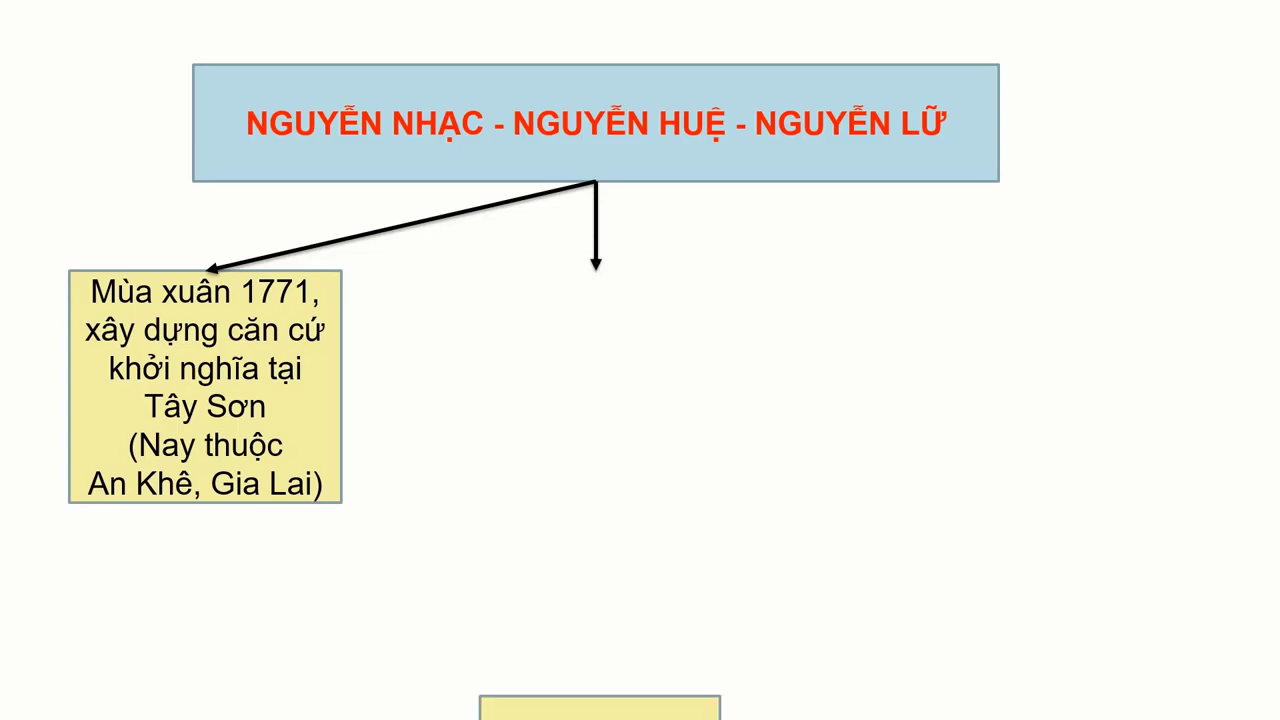 NGUYỄN NHẠC - NGUYỄN HUỆ - NGUYỄN LỮ
Mùa xuân 1771,
xây dựng căn cứ
khởi nghĩa tại
Tây Sơn
(Nay thuộc
An Khê, Gia Lai)